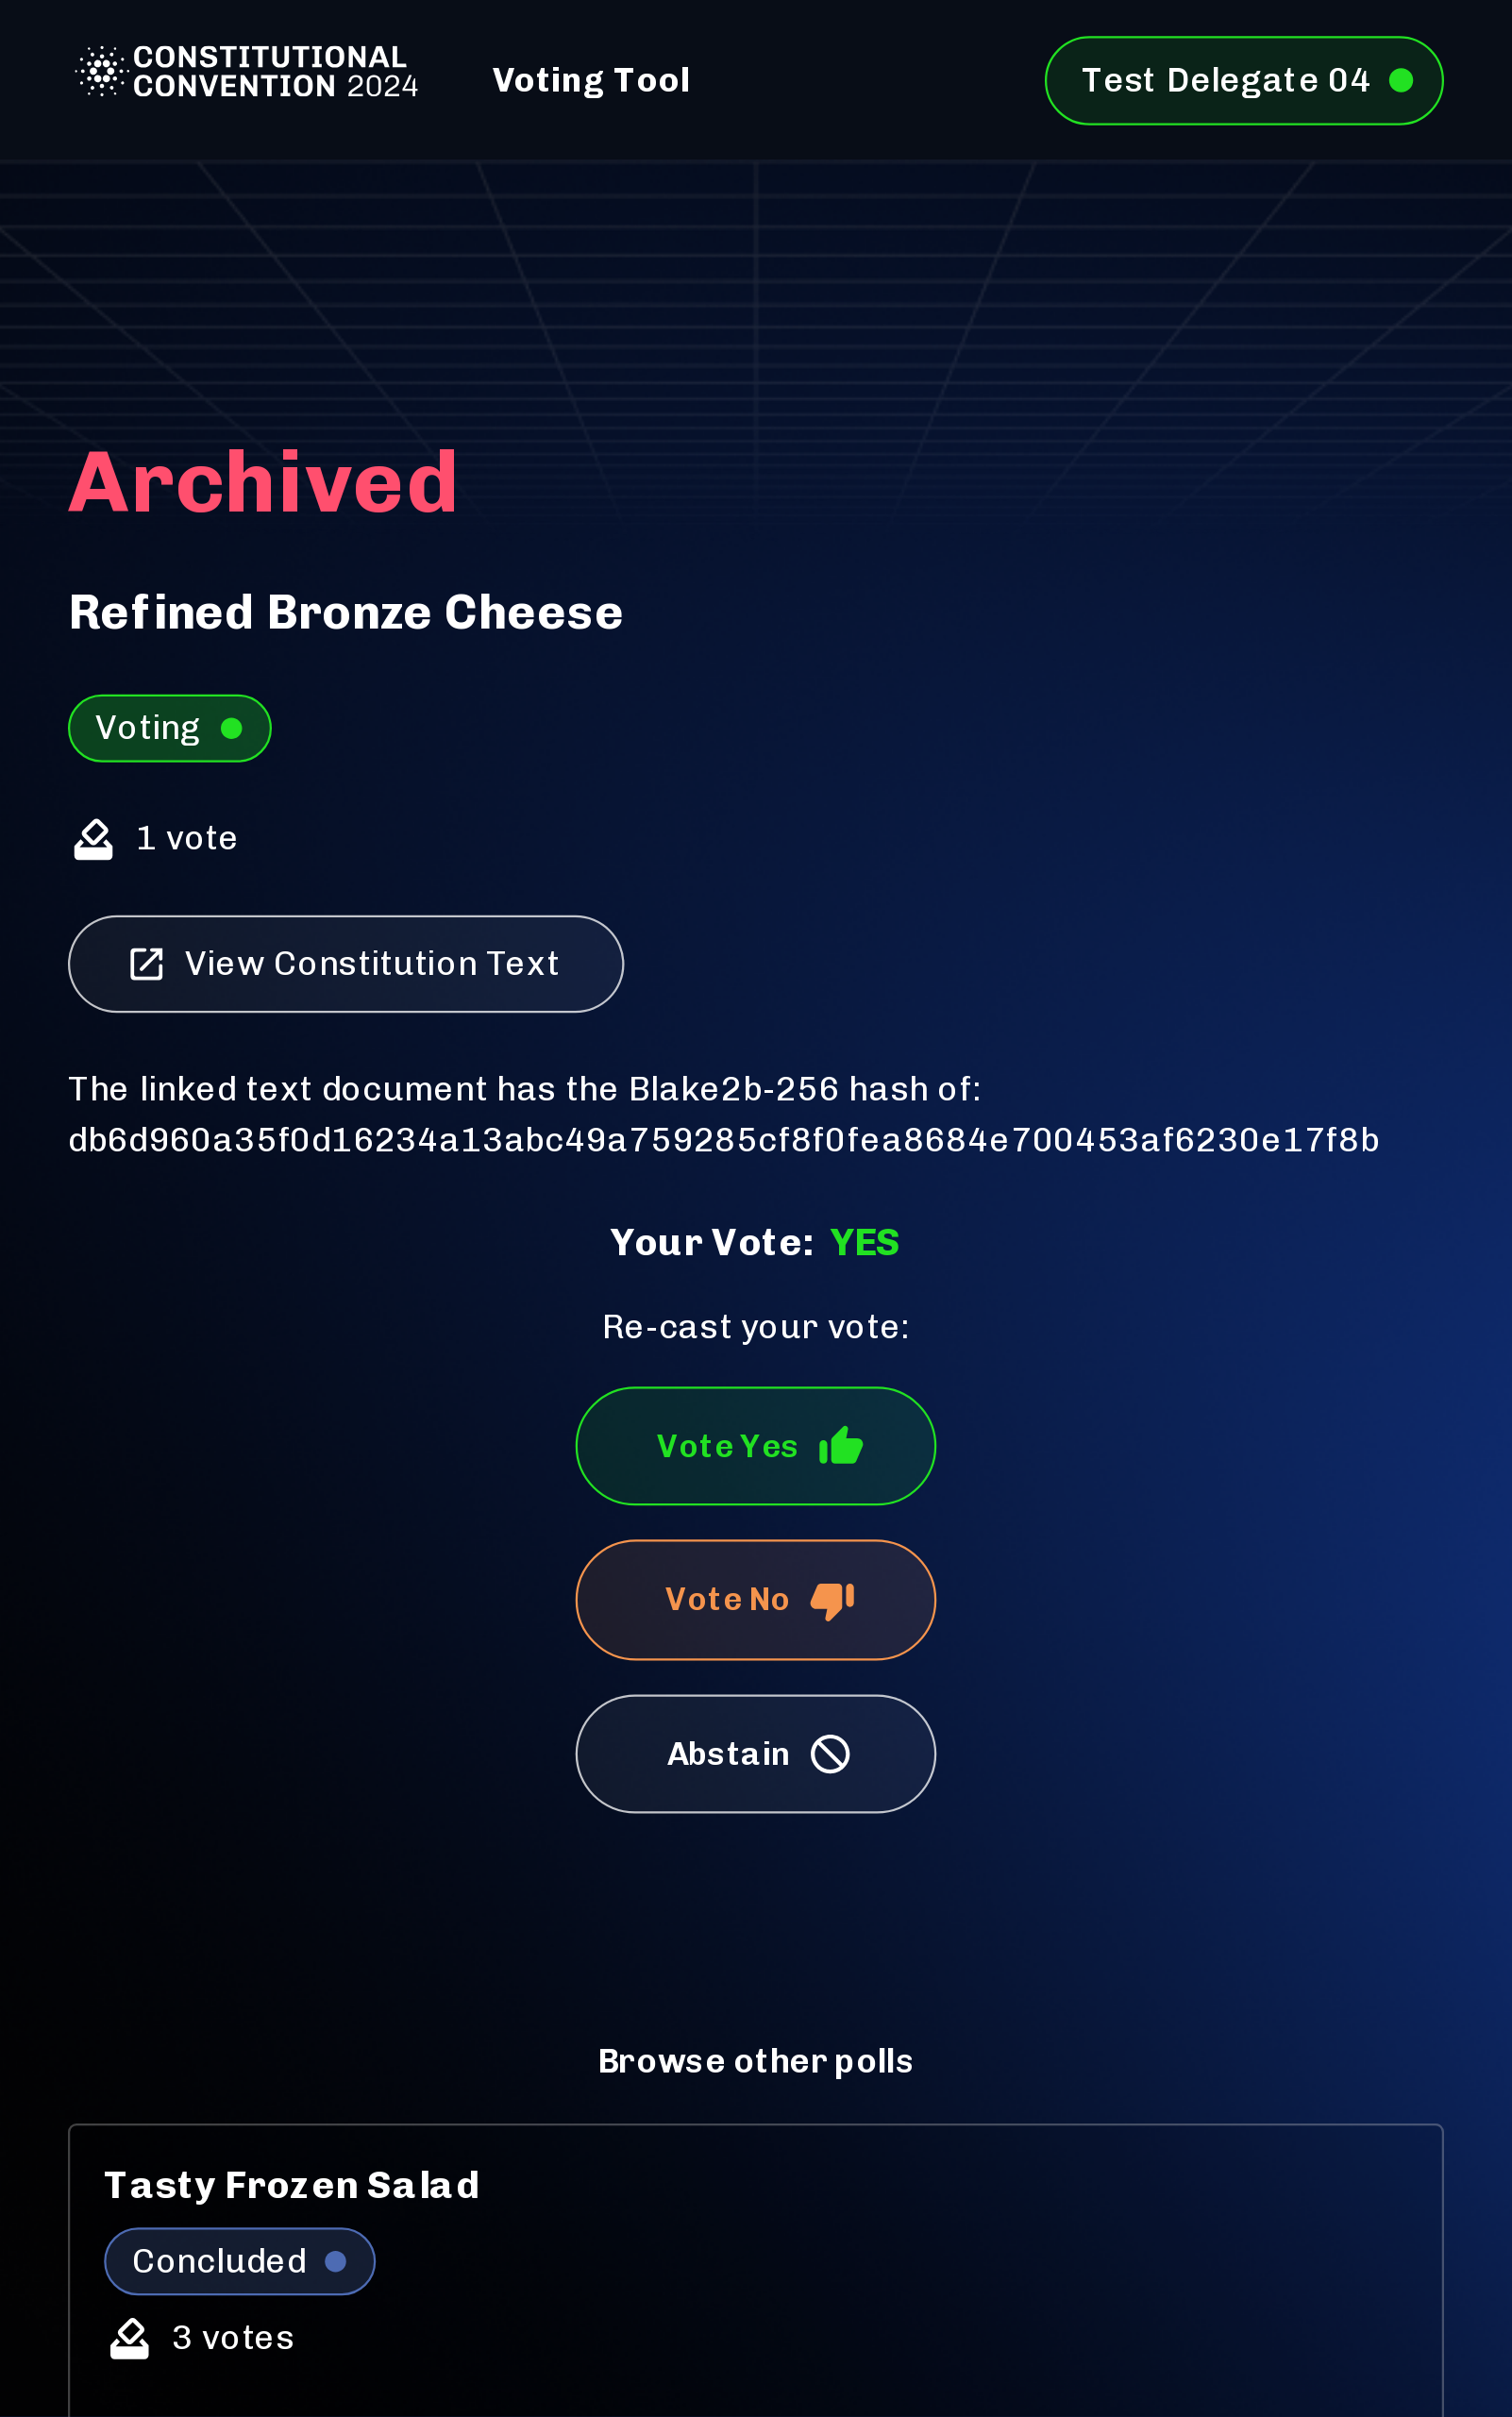 CONSTITUTIONAL
CONVENTION 2024
Voting Tool
Test Delegate 04
Archived
Refined Bronze Cheese
Voting
1 vote
View Constitution Text
The linked text document has the Blake2b-256 hash of:
db6d960a35f0d16234a13abc49a759285cf8f0fea8684e700453af6230e17f8b
Your Vote: YES
Re-cast your vote:
Vote Yes
Vote No
Abstain
Browse other polls
Tasty Frozen Salad
Concluded
3 votes